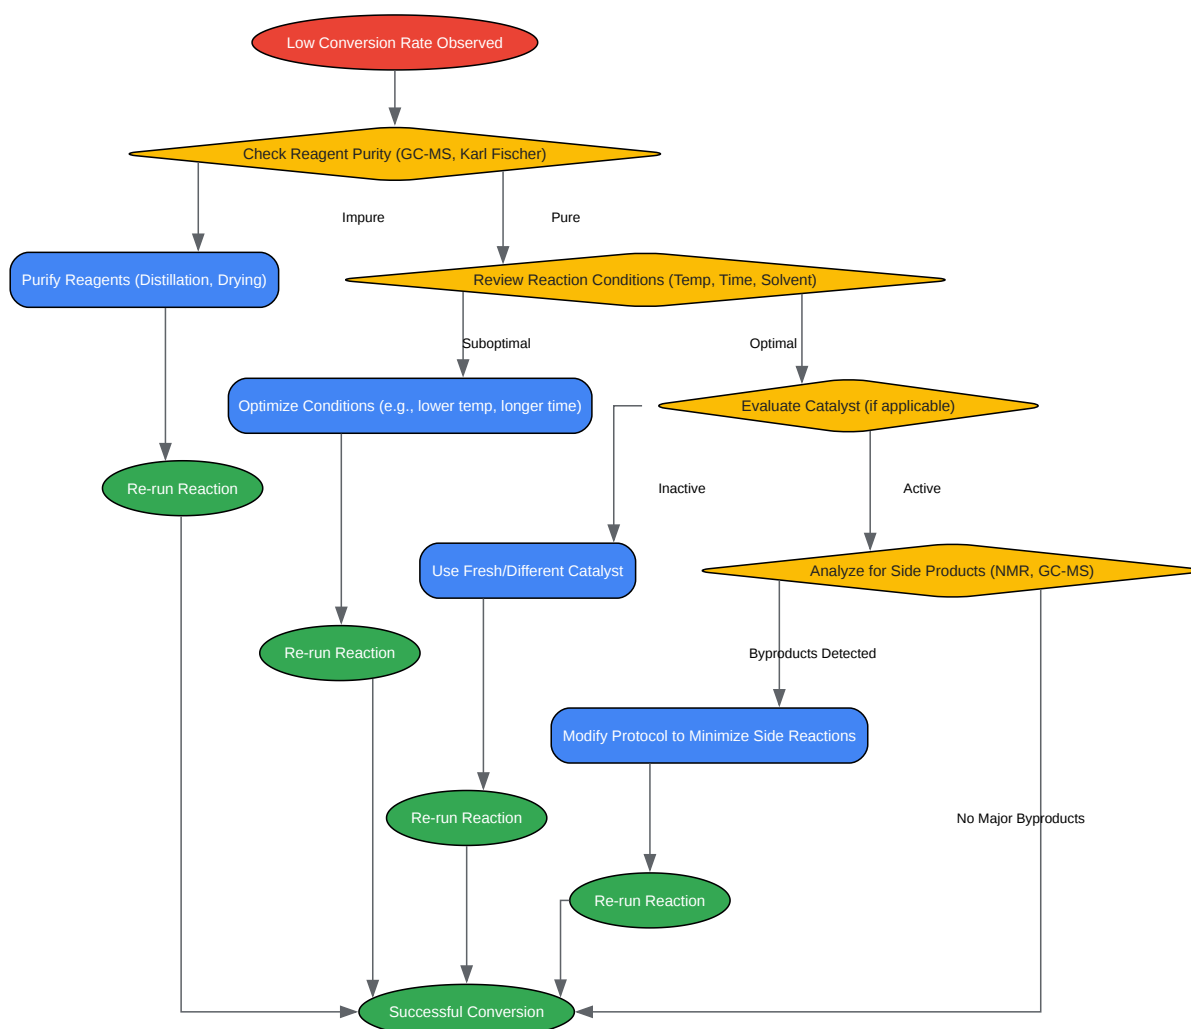 Low Conversion Rate Observed
Check Reagent Purity (GC-MS, Karl Fischer)
Impure
Pure
Purify Reagents (Distillation, Drying)
Review Reaction Conditions (Temp, Time, Solvent)
Suboptimal
Optimal
Optimize Conditions (e.g., lower temp, longer time)
Evaluate Catalyst (if applicable)
Re-run Reaction
Inactive
Active
Use Fresh/Different Catalyst
Analyze for Side Products (NMR, GC-MS)
Re-run Reaction
Byproducts Detected
Modify Protocol to Minimize Side Reactions
Re-run Reaction
No Major Byproducts
Re-run Reaction
Successful Conversion